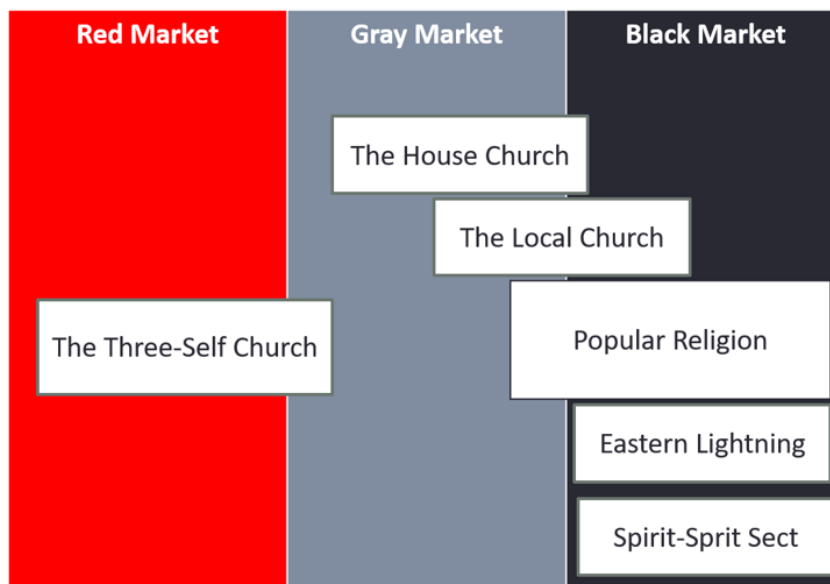 Red Market
Gray Market
Black Market
The House Church
The Local Church
The Three-Self Church
Popular Religion
Eastern Lightning
Spirit-Sprit Sect